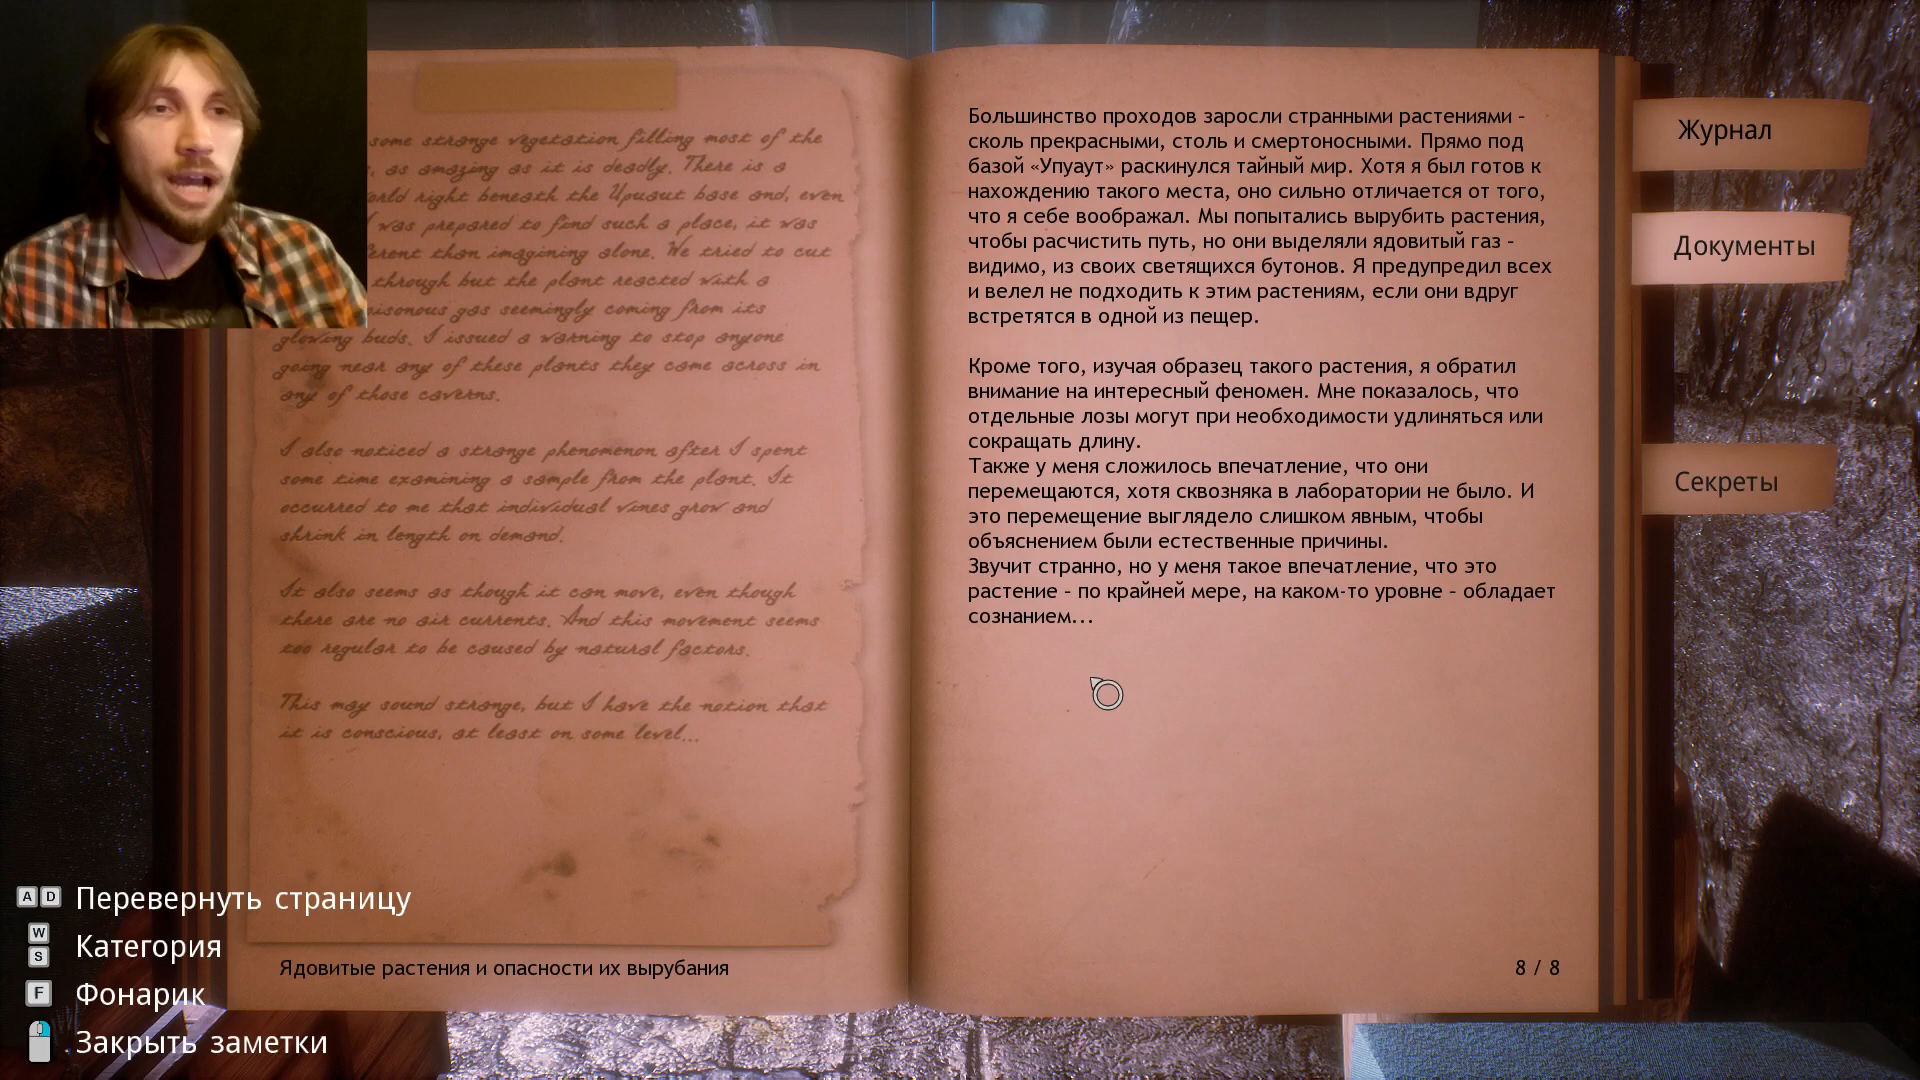 some strange vegetation filling most of the
, as amazing as it is deadly. There is a
orld right beneath the Upuaut base and, even
I was prepared to find such a place, it was
ferent than imagining alone. We tried to cut
through but the plant reacted with a
oisonous gas seemingly coming from its
glowing buds. I issued a warning to stop anyone
going near any of these plants they came across in
any of those caverns.
I also noticed a strange phenomenon after I spent
some time examining a sample from the plant. It
occurred to me that individual vines grow and
shrink in length on demand.
It also seems as though it can move, even though
there are no air currents. And this movement seems
too regular to be caused by natural factors.
This may sound strange, but I have the notion that
it is conscious, at least on some level...
Ядовитые растения и опасности их вырубания
Большинство проходов заросли странными растениями -
сколь прекрасными, столь и смертоносными. Прямо под
базой «Упуаут» раскинулся тайный мир. Хотя я был готов к
нахождению такого места, оно сильно отличается от того,
что я себе воображал. Мы попытались вырубить растения,
чтобы расчистить путь, но они выделяли ядовитый газ -
видимо, из своих светящихся бутонов. Я предупредил всех
и велел не подходить к этим растениям, если они вдруг
встретятся в одной из пещер.
Кроме того, изучая образец такого растения, я обратил
внимание на интересный феномен. Мне показалось, что
отдельные лозы могут при необходимости удлиняться или
сокращать длину.
Также у меня сложилось впечатление, что они
перемещаются, хотя сквозняка в лаборатории не было. И
это перемещение выглядело слишком явным, чтобы
объяснением были естественные причины.
Звучит странно, но у меня такое впечатление, что это
растение - по крайней мере, на каком-то уровне - обладает
сознанием...
8 / 8
Журнал
Документы
Секреты
A D Перевернуть страницу
W
S Категория
F Фонарик
Закрыть заметки